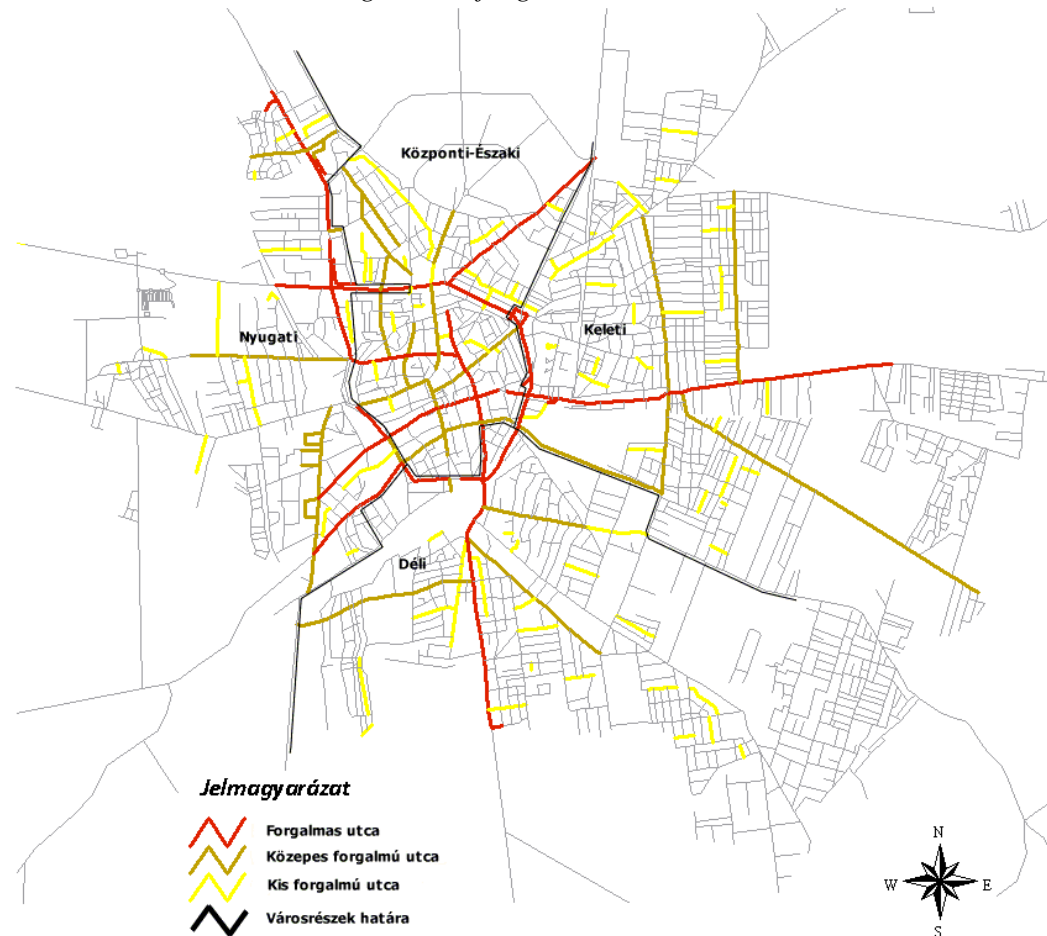 Központi-Északi
Nyugati
Keleti
Déli
Jelmagyarázat
Forgalmas utca
Közepes forgalmú utca
Kis forgalmú utca
Városrészek határa
N
W E
S